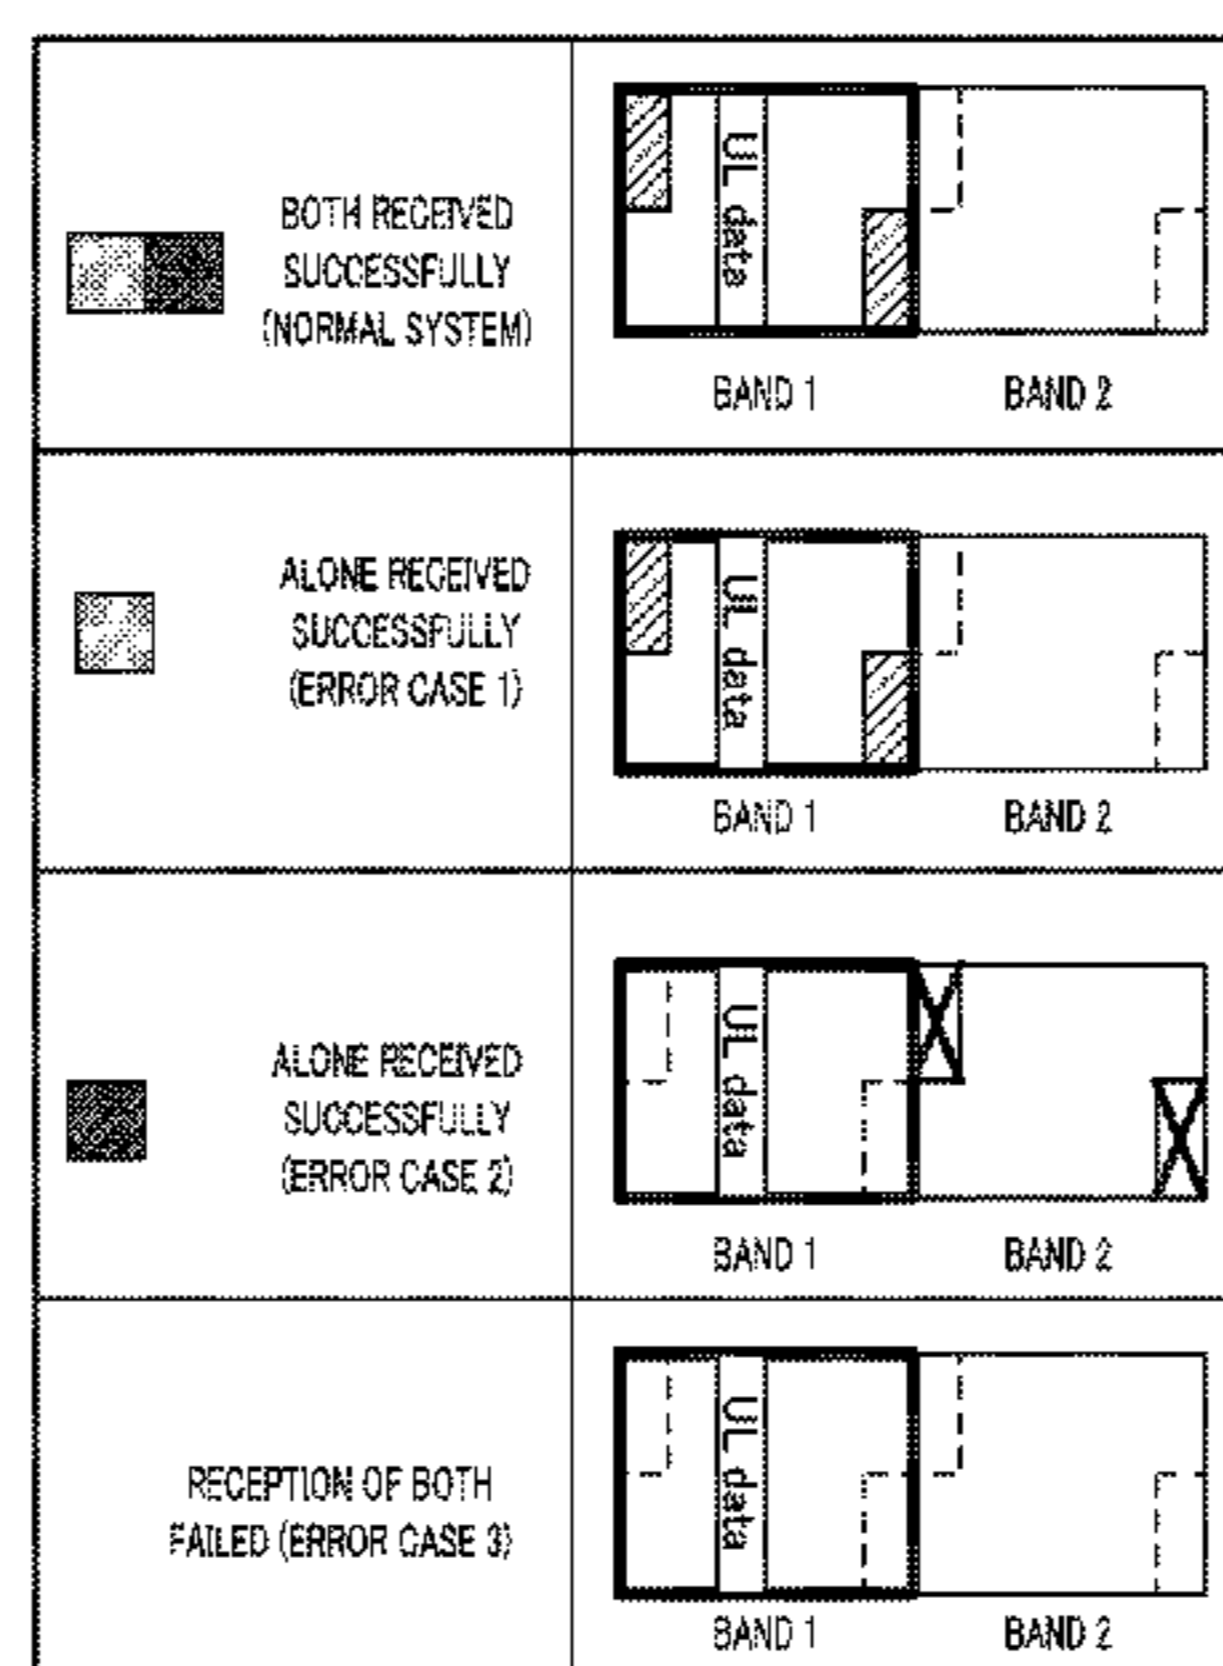 BOTH RECEIVED
SUCCESSFULLY
(NORMAL SYSTEM)
UL data
BAND 1
BAND 2
ALONE RECEIVED
SUCCESSFULLY
(ERROR CASE 1)
UL data
BAND 1
BAND 2
ALONE RECEIVED
SUCCESSFULLY
(ERROR CASE 2)
UL data
BAND 1
BAND 2
RECEPTION OF BOTH
FAILED (ERROR CASE 3)
UL data
BAND 1
BAND 2